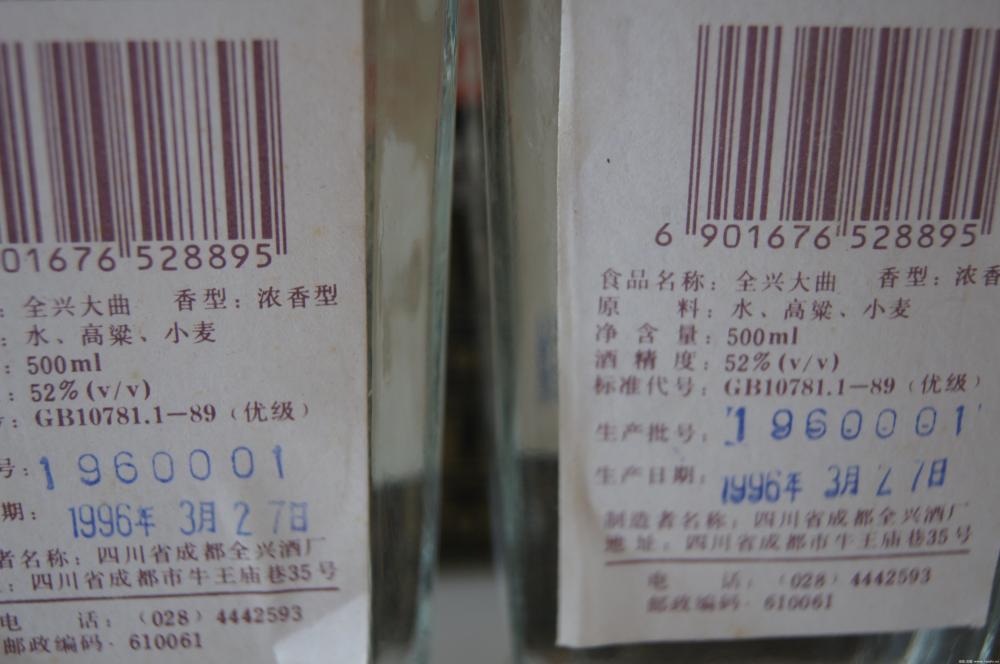 01676 528895
：全兴大曲 香型：浓香型
：水、高粱、小麦
：500ml
：52%(v/v)
号：GB10781.1—89（优级）
号：1960001
期：1996年 3月 2 7日
者名称：四川省成都全兴酒厂
：四川省成都市牛王庙巷35号
电 话：（028）4442593
邮政编码·610061
6 901676 528895
食品名称：全兴大曲 香型：浓香
原 料：水、高粱、小麦
净含量：500ml
酒精度：52%(v/v)
标准代号：GB10781.1—89（优级）
生产批号：1960001
生产日期：1996年 3月 2 7日
制造者名称：四川省成都全兴酒厂
地址：四川省成都市牛王庙巷35号
电 话：（028）4442593
邮政编码·610061